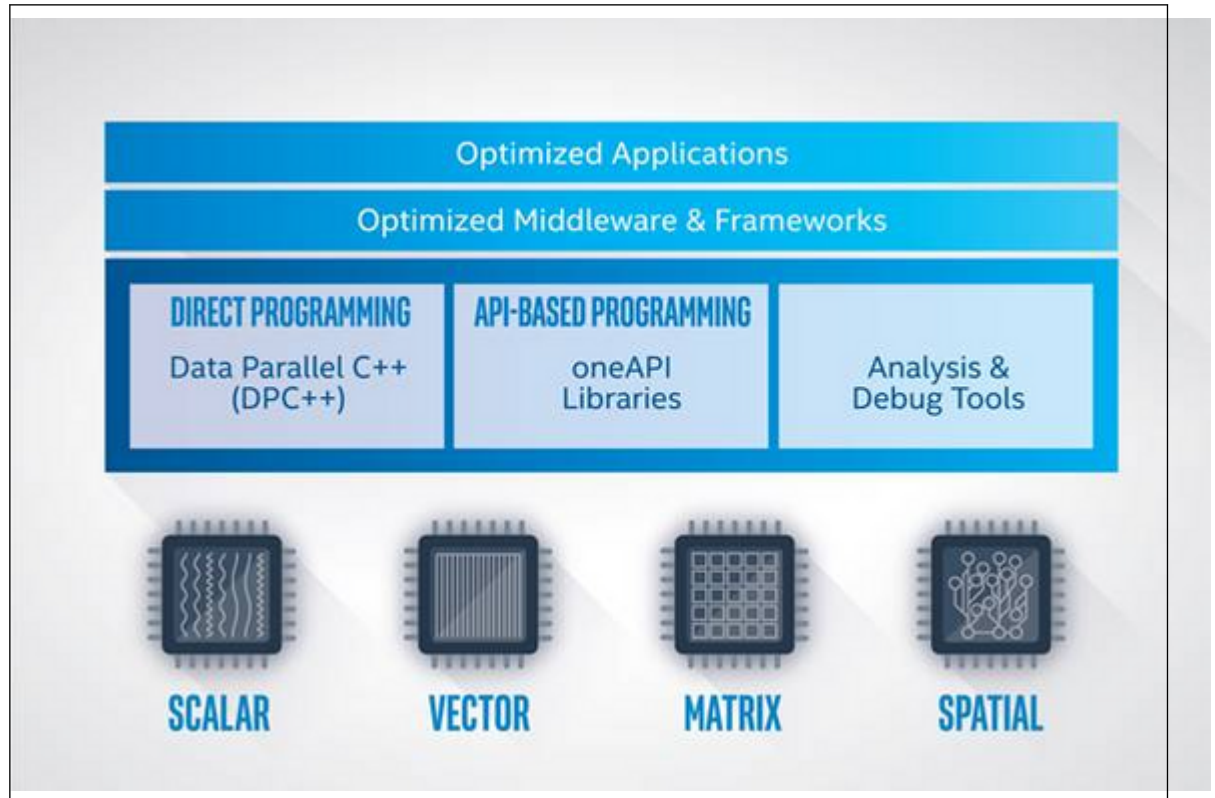 Optimized Applications
Optimized Middleware & Frameworks
DIRECT PROGRAMMING
Data Parallel C++
(DPC++)
API-BASED PROGRAMMING
oneAPI
Libraries
Analysis &
Debug Tools
SCALAR
VECTOR
MATRIX
SPATIAL